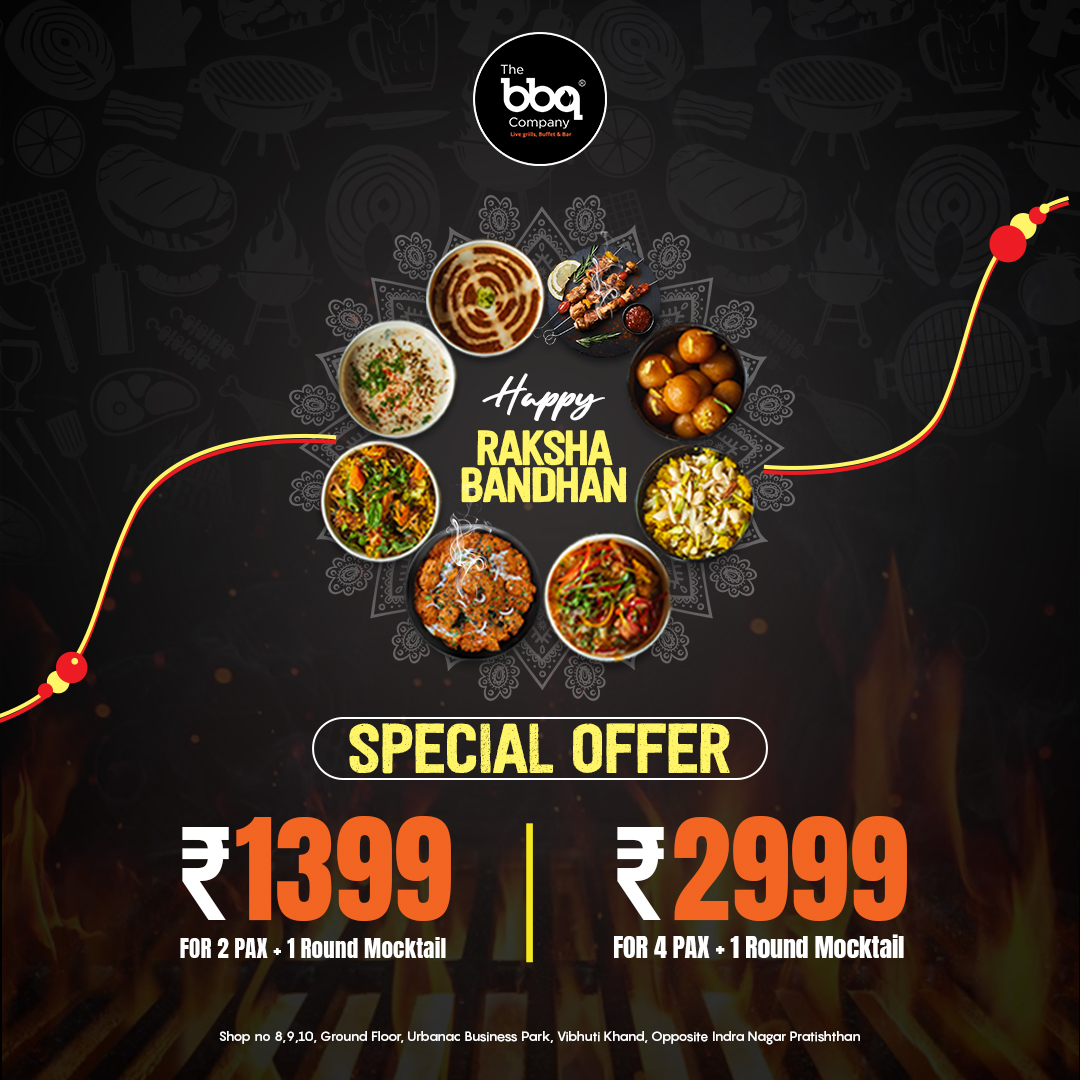 The
bbq®
Company
Live grills, Buffet & Bar
Happy
RAKSHA
BANDHAN
SPECIAL OFFER
₹1399
FOR 2 PAX + 1 Round Mocktail
₹2999
FOR 4 PAX + 1 Round Mocktail
Shop no 8,9,10, Ground Floor, Urbanac Business Park, Vibhuti Khand, Opposite Indra Nagar Pratishthan